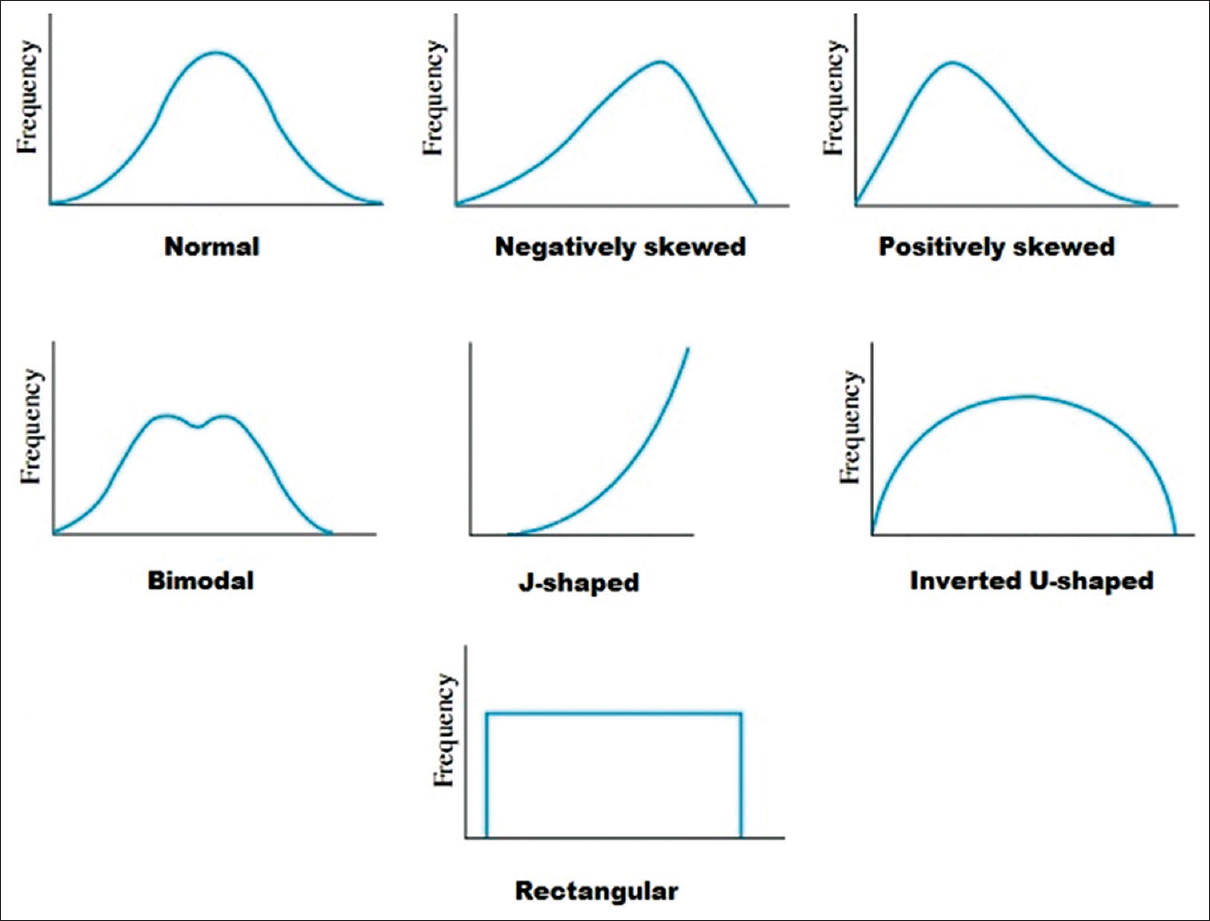 Frequency
Normal
Frequency
Negatively skewed
Frequency
Positively skewed
Frequency
Bimodal
J-shaped
Frequency
Inverted U-shaped
Frequency
Rectangular